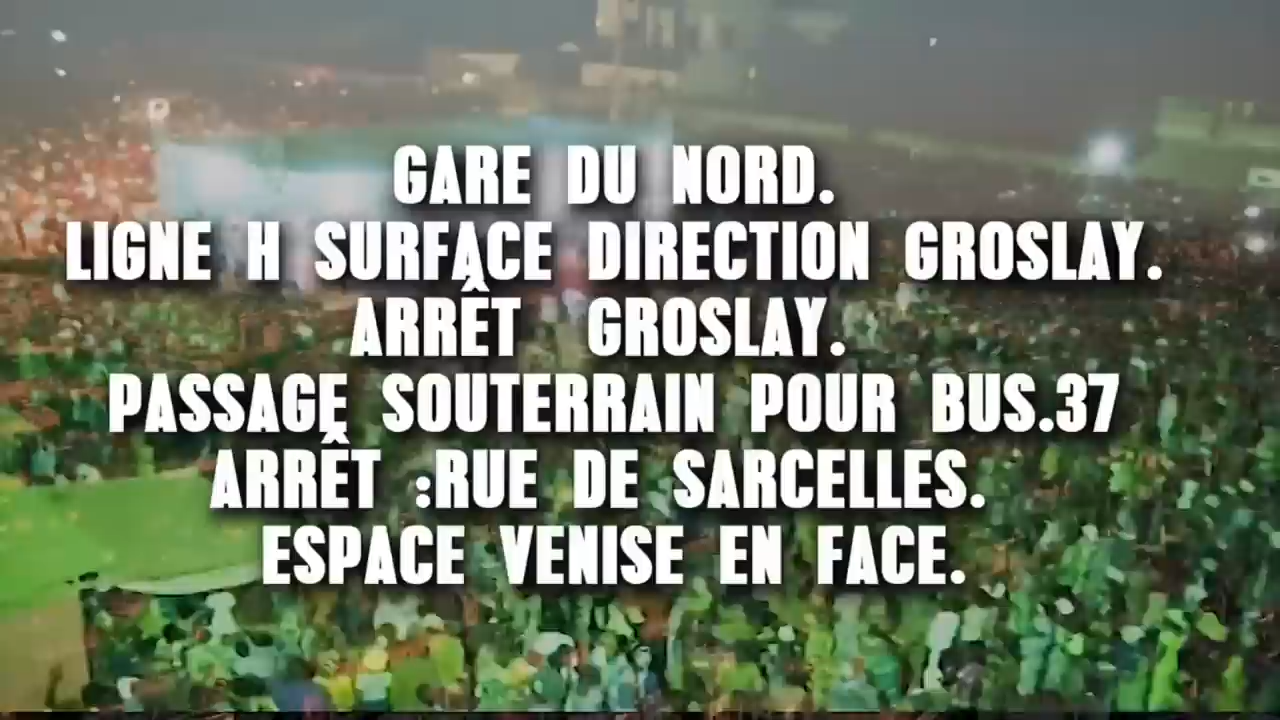 GARE DU NORD.
LIGNE H SURFACE DIRECTION GROSLAY.
ARRÊT GROSLAY.
PASSAGE SOUTERRAIN POUR BUS.37
ARRÊT :RUE DE SARCELLES.
ESPACE VENISE EN FACE.